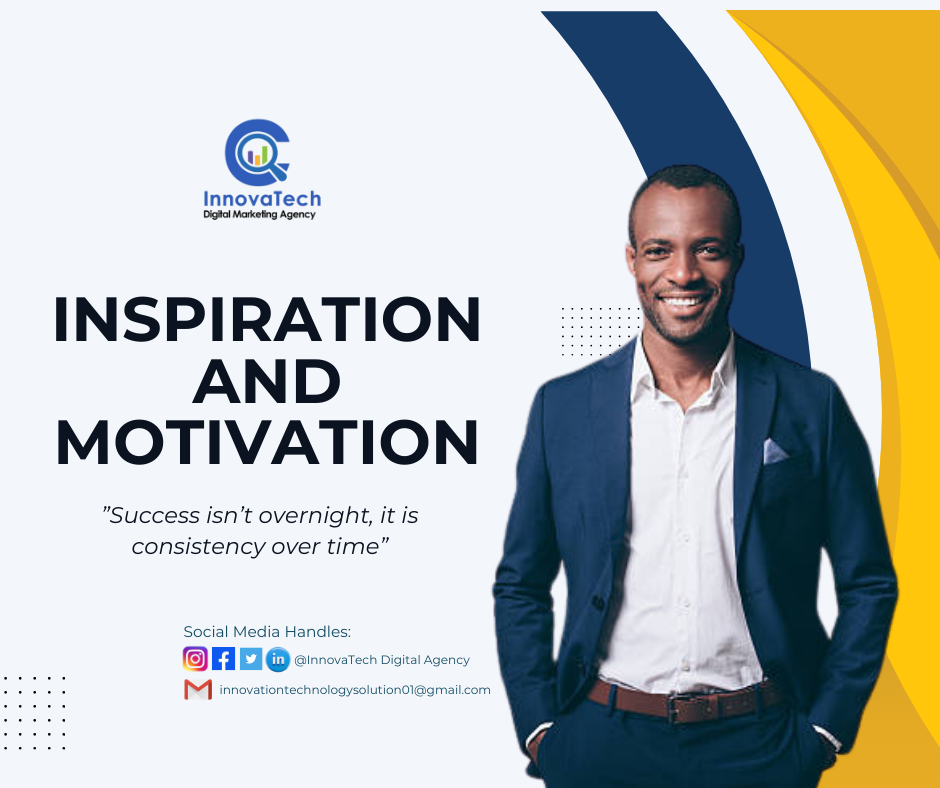 InnovaTech
Digital Marketing Agency
INSPIRATION
AND
MOTIVATION
”Success isn’t overnight, it is
consistency over time”
Social Media Handles:
@InnovaTech Digital Agency
innovationtechnologysolution01@gmail.com